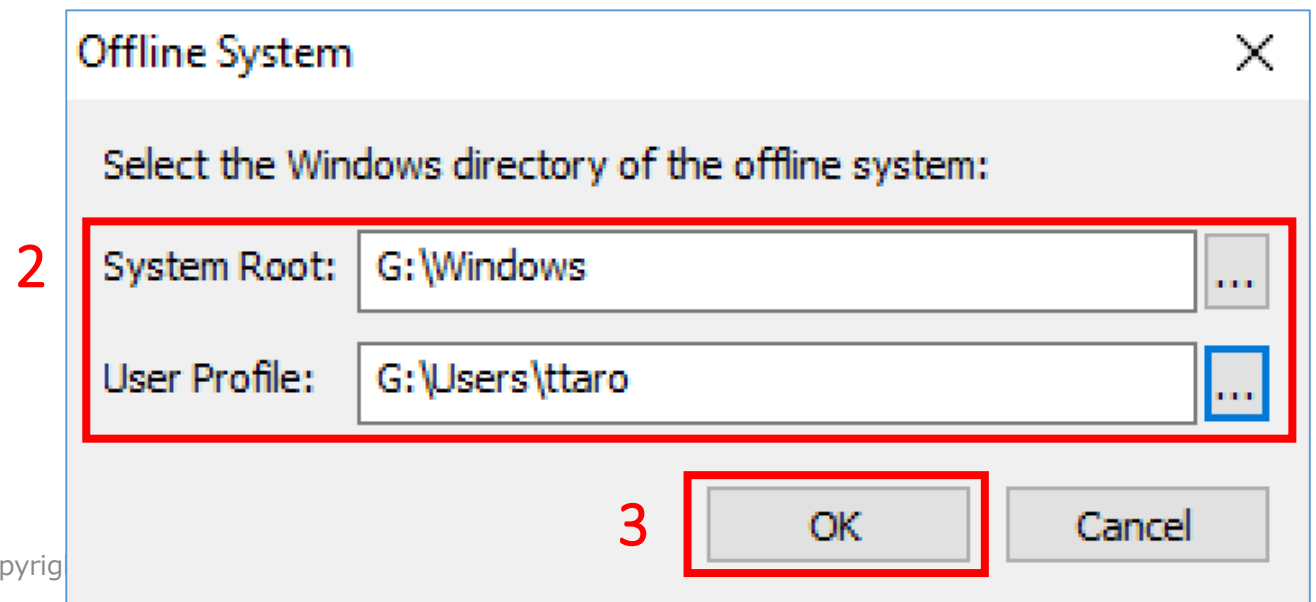 Offline System
Select the Windows directory of the offline system:
2
System Root: G:\Windows ...
User Profile: G:\Users\ttaro ...
3 OK Cancel